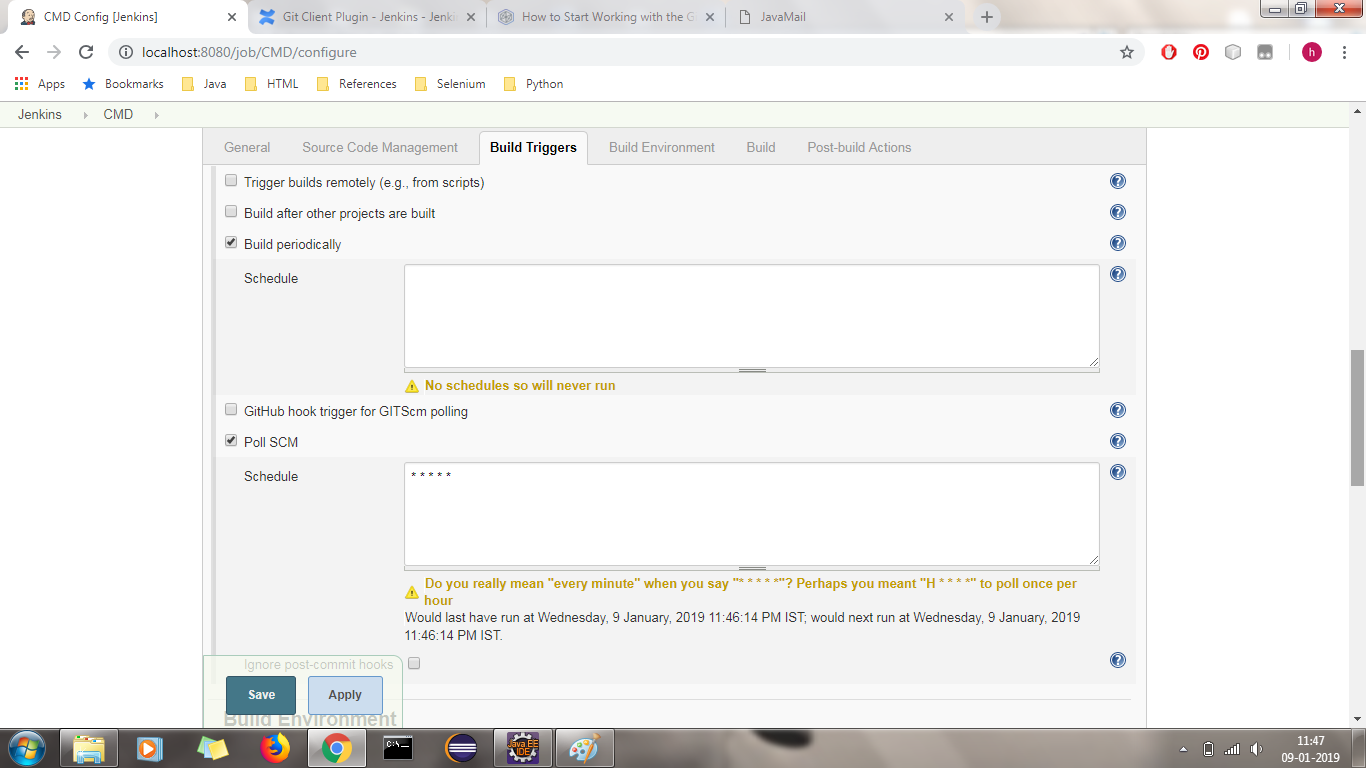 CMD Config [Jenkins]
Git Client Plugin - Jenkins - Jenki
How to Start Working with the G
JavaMail
localhost:8080/job/CMD/configure
h
Apps
Bookmarks
Java
HTML
References
Selenium
Python
Jenkins
CMD
General
Source Code Management
Build Triggers
Build Environment
Build
Post-build Actions
Trigger builds remotely (e.g., from scripts)
Build after other projects are built
Build periodically
Schedule
No schedules so will never run
GitHub hook trigger for GITScm polling
Poll SCM
Schedule
* * * * *
Do you really mean "every minute" when you say "* * * * *"? Perhaps you meant "H * * * *" to poll once per
hour
Would last have run at Wednesday, 9 January, 2019 11:46:14 PM IST; would next run at Wednesday, 9 January, 2019
11:46:14 PM IST.
Ignore post-commit hooks
Save
Apply
Build Environment
C:\.
Java EE
IDE
11:47
09-01-2019